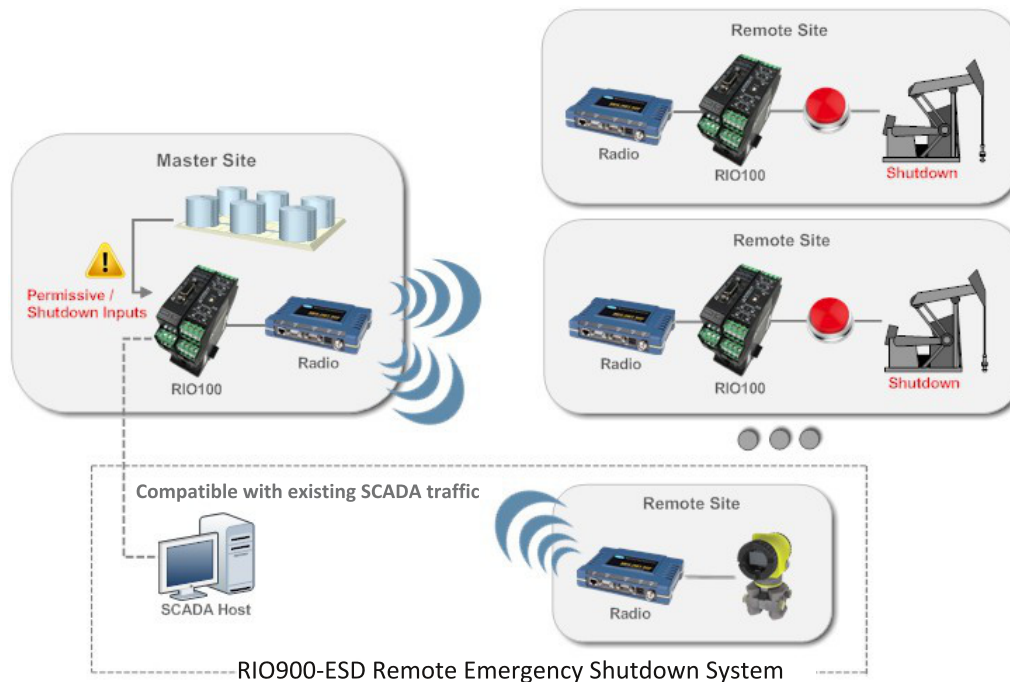 Remote Site
Radio
RIO100
Shutdown
Master Site
Permissive /
Shutdown Inputs
RIO100
Radio
Remote Site
Radio
RIO100
Shutdown
Compatible with existing SCADA traffic
SCADA Host
Remote Site
Radio
RIO900-ESD Remote Emergency Shutdown System